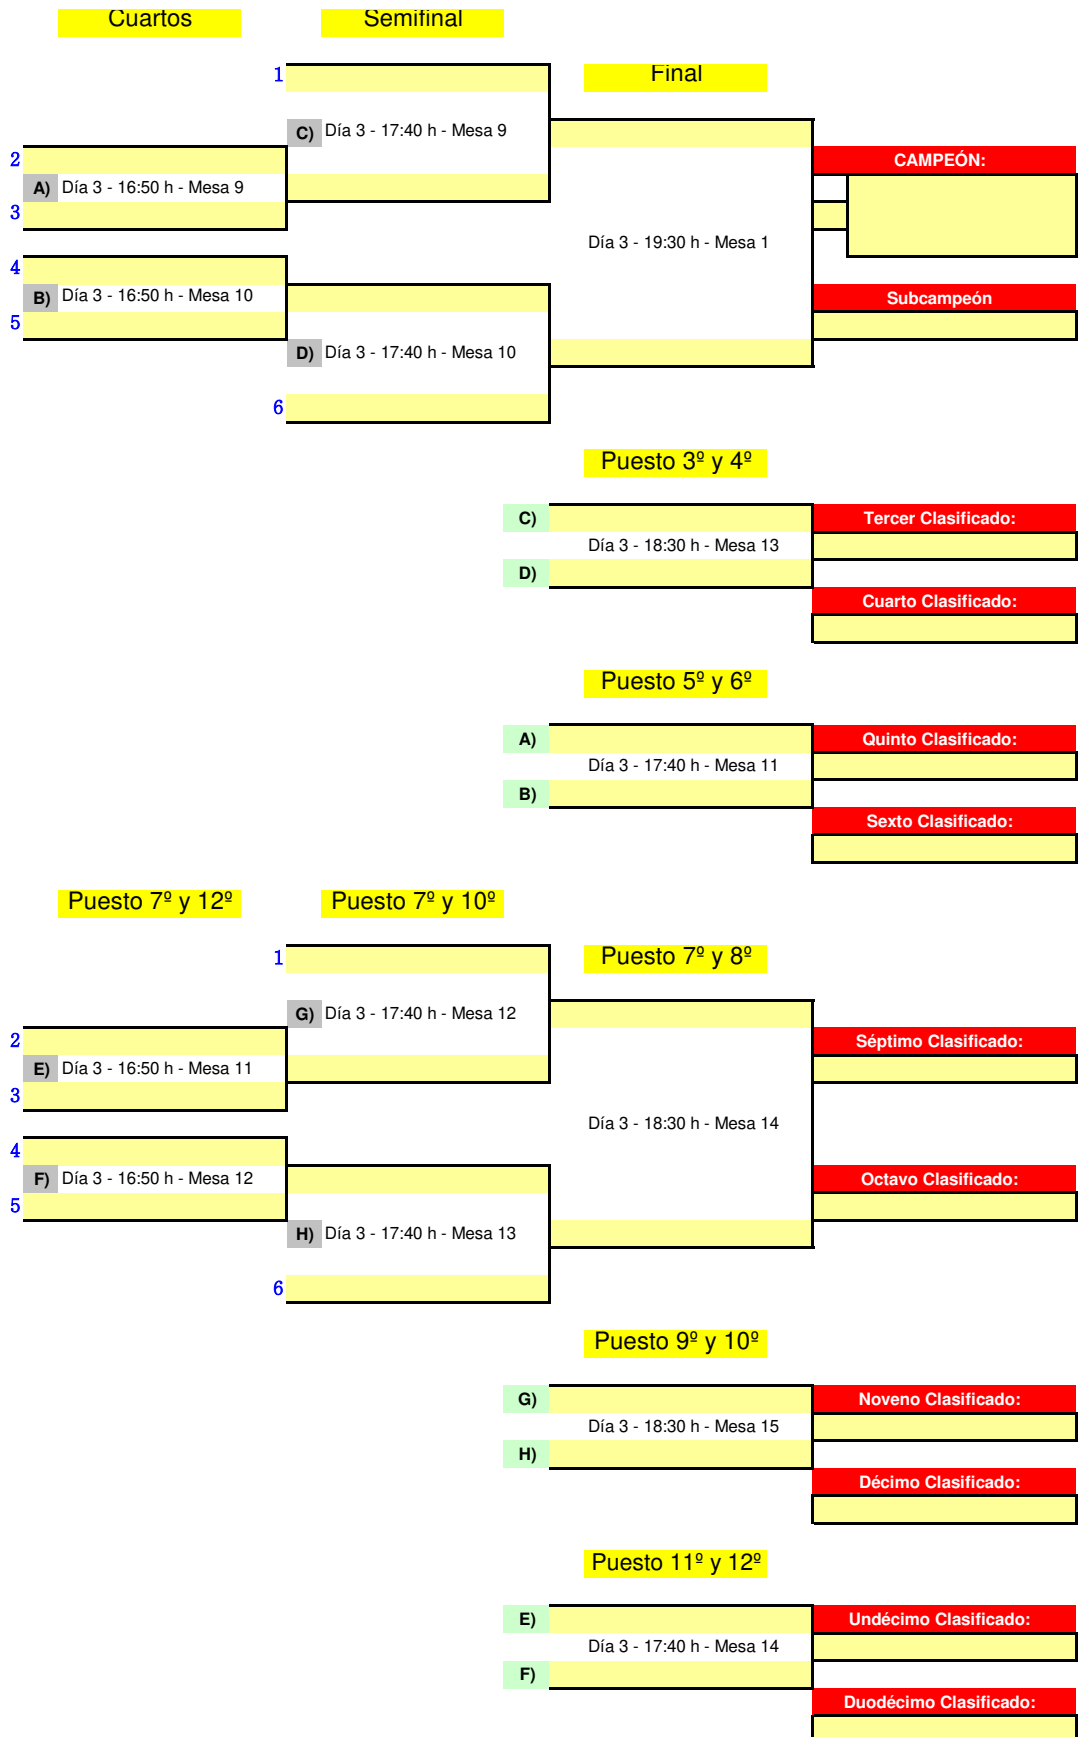 Cuartos Semifinal
1 Final
C) Día 3 - 17:40 h - Mesa 9
2 CAMPEÓN:
A) Día 3 - 16:50 h - Mesa 9
3
Día 3 - 19:30 h - Mesa 1
4
B) Día 3 - 16:50 h - Mesa 10 Subcampeón
5
D) Día 3 - 17:40 h - Mesa 10
6
Puesto 3º y 4º
C) Tercer Clasificado:
Día 3 - 18:30 h - Mesa 13
D)
Cuarto Clasificado:
Puesto 5º y 6º
A) Quinto Clasificado:
Día 3 - 17:40 h - Mesa 11
B)
Sexto Clasificado:
Puesto 7º y 12º Puesto 7º y 10º
1 Puesto 7º y 8º
G) Día 3 - 17:40 h - Mesa 12
2 Séptimo Clasificado:
E) Día 3 - 16:50 h - Mesa 11
3
Día 3 - 18:30 h - Mesa 14
4
F) Día 3 - 16:50 h - Mesa 12 Octavo Clasificado:
5
H) Día 3 - 17:40 h - Mesa 13
6
Puesto 9º y 10º
G) Noveno Clasificado:
Día 3 - 18:30 h - Mesa 15
H)
Décimo Clasificado:
Puesto 11º y 12º
E) Undécimo Clasificado:
Día 3 - 17:40 h - Mesa 14
F)
Duodécimo Clasificado: